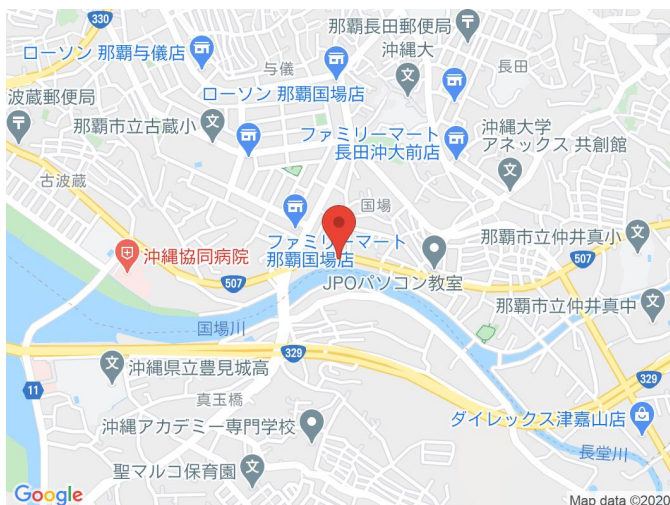 330
那覇長田郵便局
ローソン 那覇与儀店
沖縄大
与儀
長田
ローソン 那覇国場店
波蔵郵便局
那覇市立古蔵小
ファミリーマート
長田沖大前店
沖縄大学
アネックス 共創館
古波蔵
国場
ファミリーマート
那覇国場店
沖縄協同病院
那覇市立仲井真小
507
507
JPOパソコン教室
那覇市立仲井真中
国場川
329
沖縄県立豊見城高
11
329
真玉橋
ダイレックス津嘉山店
沖縄アカデミー専門学校
長堂川
聖マルコ保育園
Google
Map data ©2020